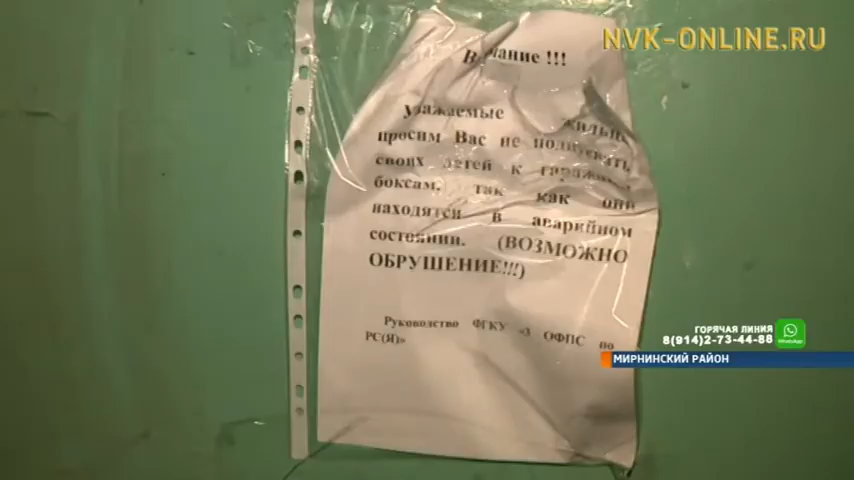 NVK-ONLINE.RU
Внимание !!!
уважаемые жильцы
просим Вас не подпускать
своих детей к гаражным
боксам, так как они
находятся в аварийном
состоянии. (ВОЗМОЖНО
ОБРУШЕНИЕ!!!)
Руководство ФГКУ «3 ОФПС по
РС(Я)»
ГОРЯЧАЯ ЛИНИЯ
8(914)2-73-44-88
WhatsApp
МИРНИНСКИЙ РАЙОН